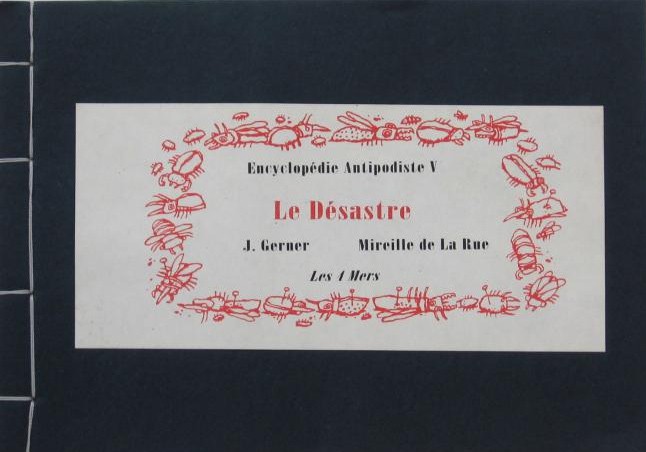 Encyclopédie Antipodiste V
Le Désastre
J. Gerner Mireille de La Rue
Les 4 Mers